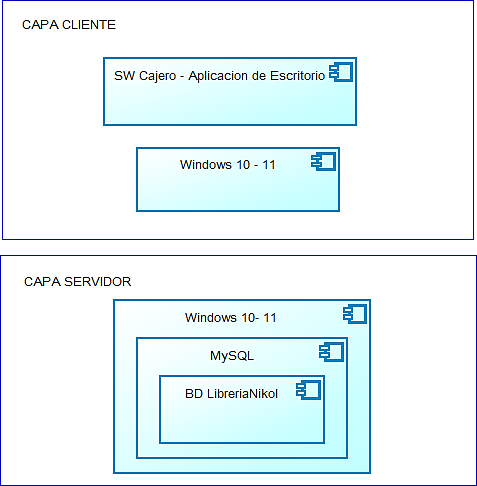 CAPA CLIENTE
SW Cajero - Aplicacion de Escritorio
Windows 10 - 11
CAPA SERVIDOR
Windows 10- 11
MySQL
BD LibreriaNikol